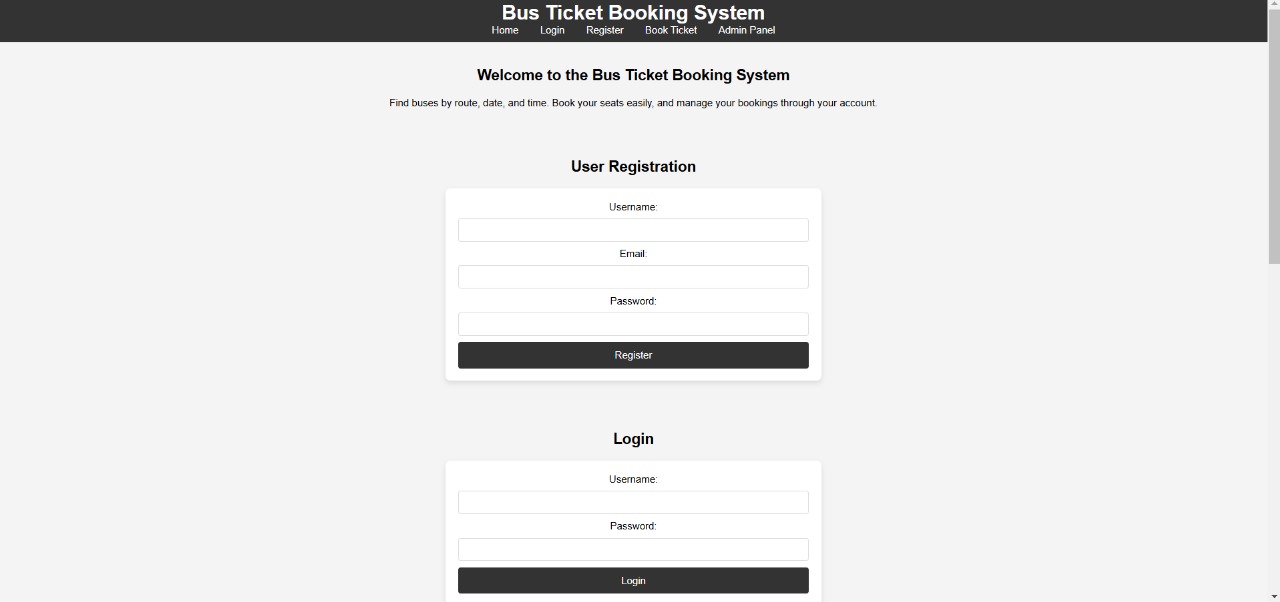 Bus Ticket Booking System
Home Login Register Book Ticket Admin Panel
Welcome to the Bus Ticket Booking System
Find buses by route, date, and time. Book your seats easily, and manage your bookings through your account.
User Registration
Username:
Email:
Password:
Register
Login
Username:
Password:
Login